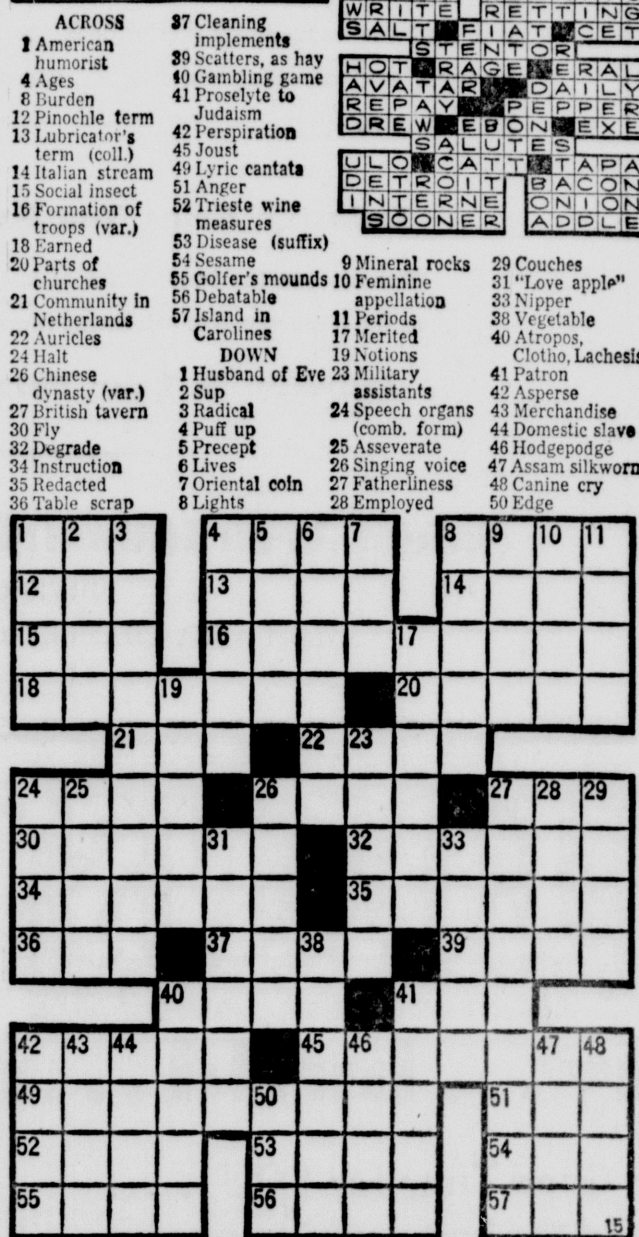 ACROSS
1 American
humorist
4 Ages
8 Burden
12 Pinochle term
13 Lubricator's
term (coll.)
14 Italian stream
15 Social insect
16 Formation of
troops (var.)
18 Earned
20 Parts of
churches
21 Community in
Netherlands
22 Auricles
24 Halt
26 Chinese
dynasty (var.)
27 British tavern
30 Fly
32 Degrade
34 Instruction
35 Redacted
36 Table scrap
37 Cleaning
implements
39 Scatters, as hay
40 Gambling game
41 Proselyte to
Judaism
42 Perspiration
45 Joust
49 Lyric cantata
51 Anger
52 Trieste wine
measures
53 Disease (suffix)
54 Sesame
55 Golfer's mounds
56 Debatable
57 Island in
Carolines
DOWN
1 Husband of Eve
2 Sup
3 Radical
4 Puff up
5 Precept
6 Lives
7 Oriental coin
8 Lights
WRITE RETTING
SALT FIAT CET
STENTOR
HOT RAGE ERAL
AVATAR DAILY
REPAY PEPPER
DREW EBON EXE
SALUTES
ULO CATT TAPA
DETROIT BACON
INTERNE ONION
SOONER ADDLE
9 Mineral rocks
10 Feminine
appellation
11 Periods
17 Merited
19 Notions
23 Military
assistants
24 Speech organs
(comb. form)
25 Asseverate
26 Singing voice
27 Fatherliness
28 Employed
29 Couches
31 "Love apple"
33 Nipper
38 Vegetable
40 Atropos,
Clotho, Lachesis
41 Patron
42 Asperse
43 Merchandise
44 Domestic slave
46 Hodgepodge
47 Assam silkworm
48 Canine cry
50 Edge
1 2 3 4 5 6 7 8 9 10 11
12 13 14
15 16 17
18 19 20
21 22 23
24 25 26 27 28 29
30 31 32 33
34 35
36 37 38 39
40 41
42 43 44 45 46 47 48
49 50 51
52 53 54
55 56 57
15